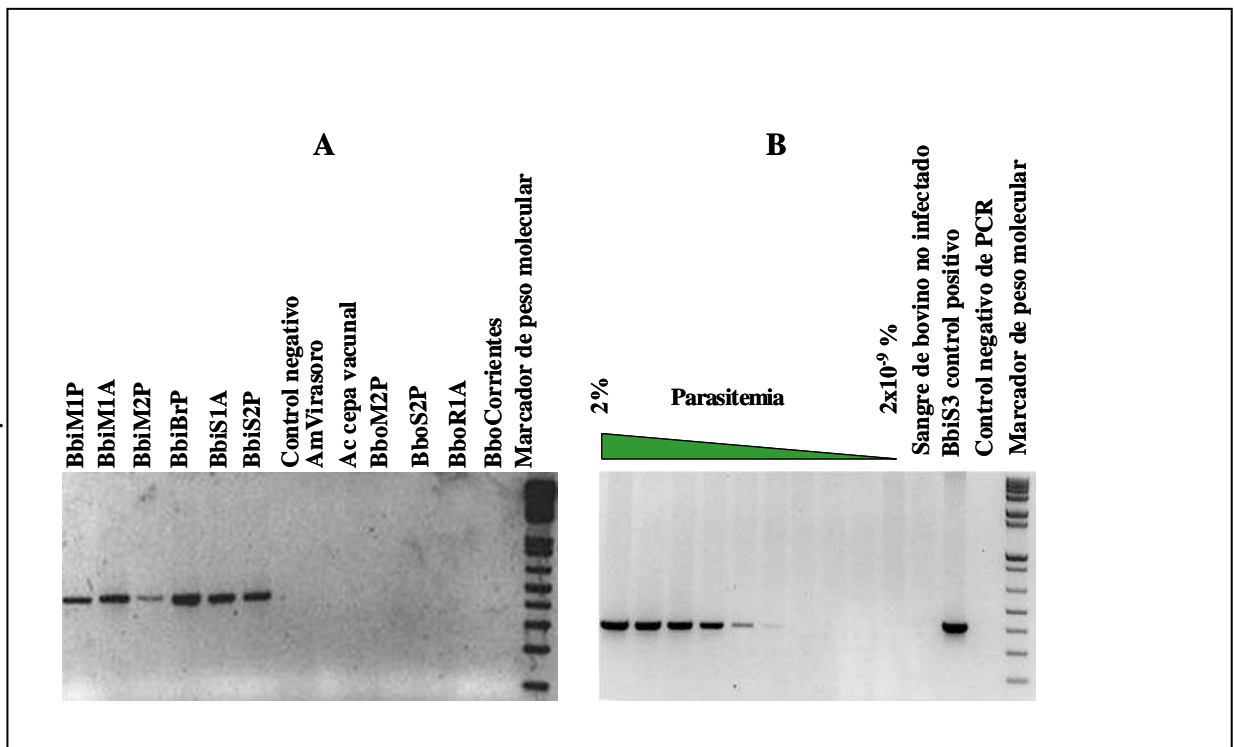 A
BbiM1P
BbiM1A
BbiM2P
BbiBrP
BbiS1A
BbiS2P
Control negativo
AmVirasoro
Ac cepa vacunal
BboM2P
BboS2P
BboR1A
BboCorrientes
Marcador de peso molecular
B
2%
Parasitemia
2x10⁻⁹ %
Sangre de bovino no infectado
BbiS3 control positivo
Control negativo de PCR
Marcador de peso molecular